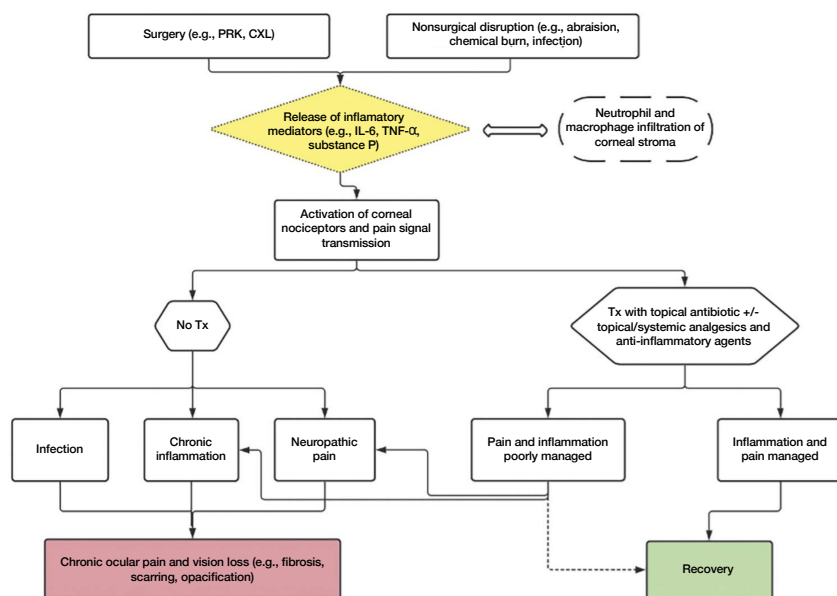 Surgery (e.g., PRK, CXL)
Nonsurgical disruption (e.g., abraision,
chemical burn, infection)
Release of inflamatory
mediators (e.g., IL-6, TNF-α,
substance P)
Neutrophil and
macrophage infiltration of
corneal stroma
Activation of corneal
nociceptors and pain signal
transmission
No Tx
Tx with topical antibiotic +/-
topical/systemic analgesics and
anti-inflammatory agents
Infection
Chronic
inflammation
Neuropathic
pain
Pain and inflammation
poorly managed
Inflammation and
pain managed
Chronic ocular pain and vision loss (e.g., fibrosis,
scarring, opacification)
Recovery